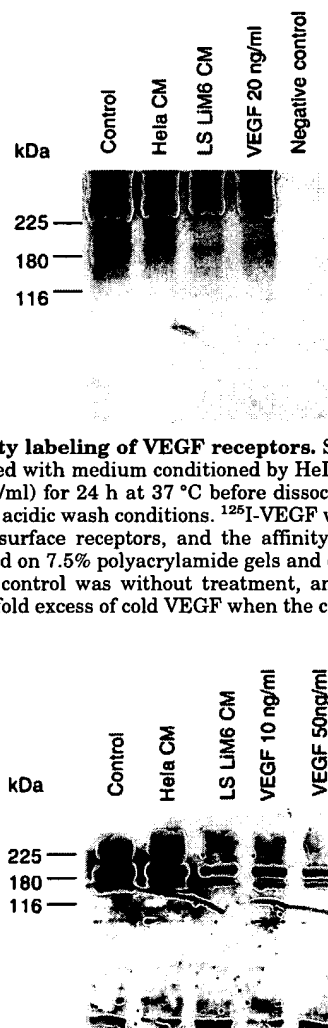 Control
Hela CM
LS LiM6 CM
VEGF 20 ng/ml
Negative control
kDa
225
180
116
ty labeling of VEGF receptors. S
ed with medium conditioned by HeI
/ml) for 24 h at 37 °C before dissoc
acidic wash conditions. ¹²⁵I-VEGF v
surface receptors, and the affinity
d on 7.5% polyacrylamide gels and
control was without treatment, an
fold excess of cold VEGF when the c
Control
Hela CM
LS LiM6 CM
VEGF 10 ng/ml
VEGF 50ng/ml
kDa
225
180
116